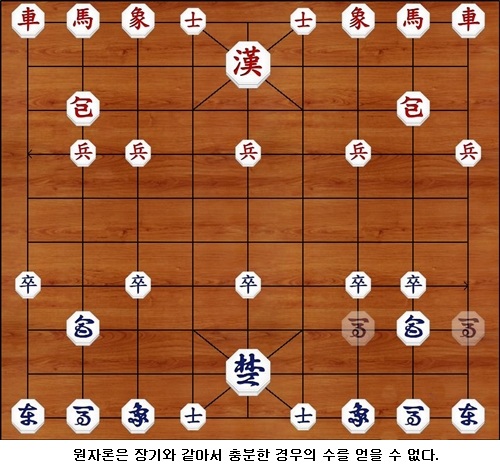 車 馬 象 士 士 象 馬 車
漢
包 包
兵 兵 兵 兵 兵
卒 卒 卒 卒 卒
包 馬 包 馬
楚
車 馬 象 士 士 象 馬 車
원자론은 장기와 같아서 충분한 경우의 수를 얻을 수 없다.